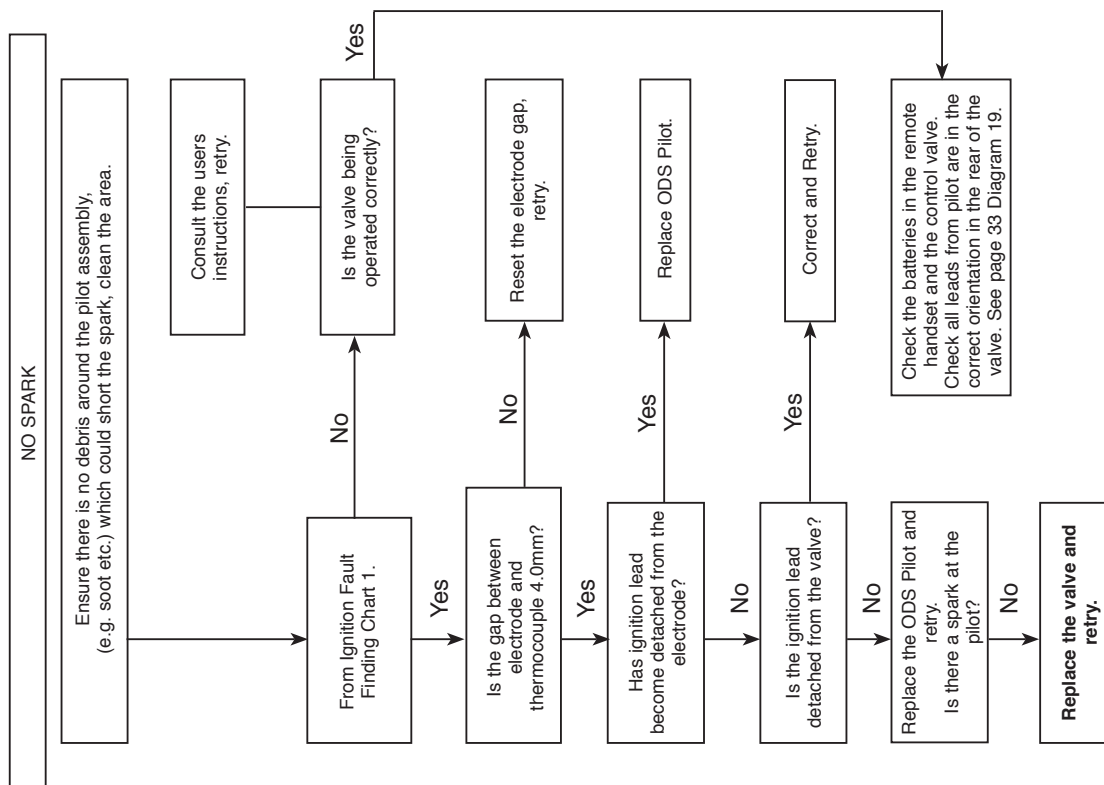 NO SPARK
Ensure there is no debris around the pilot assembly,
(e.g. soot etc.) which could short the spark, clean the area.
Consult the users
instructions, retry.
From Ignition Fault
Finding Chart 1.
No
Is the valve being
operated correctly?
Yes
Yes
Is the gap between
electrode and
thermocouple 4.0mm?
No
Reset the electrode gap,
retry.
Yes
Has ignition lead
become detached from the
electrode?
Yes
Replace ODS Pilot.
No
Is the ignition lead
detached from the valve?
Yes
Correct and Retry.
No
Replace the ODS Pilot and
retry.
Is there a spark at the
pilot?
Check the batteries in the remote
handset and the control valve.
Check all leads from pilot are in the
correct orientation in the rear of the
valve. See page 33 Diagram 19.
No
Replace the valve and
retry.